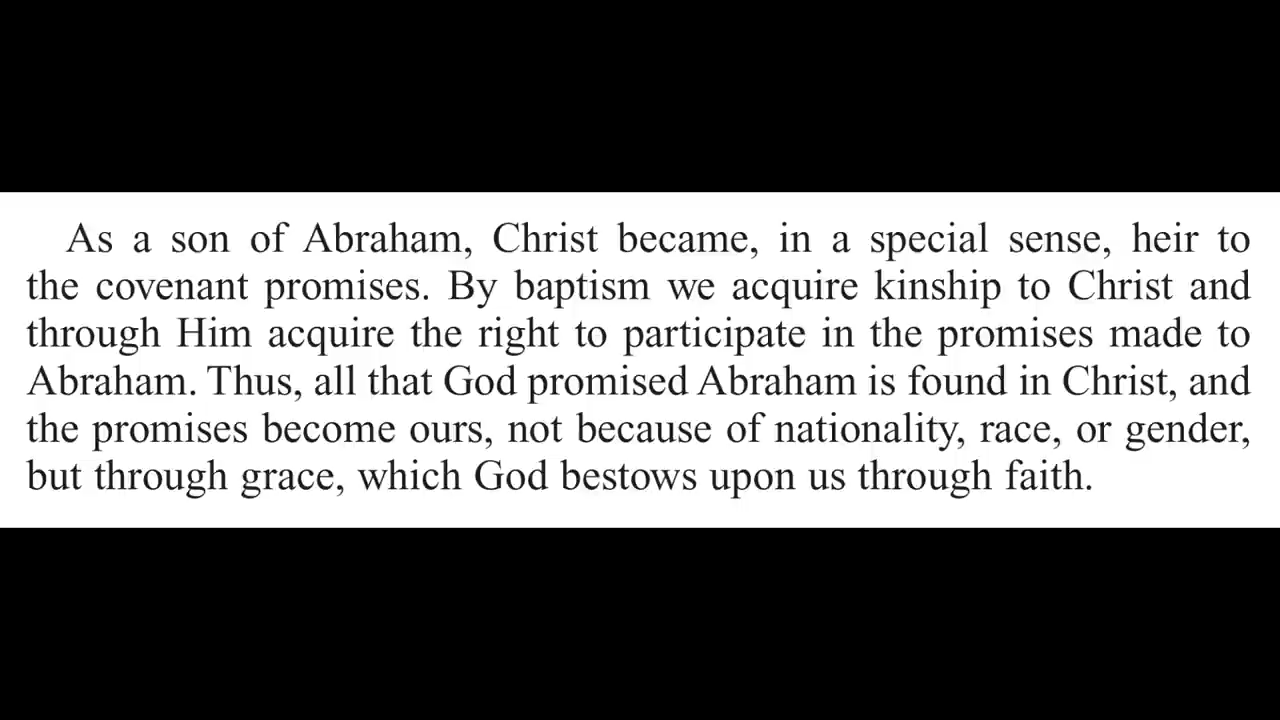 As a son of Abraham, Christ became, in a special sense, heir to
the covenant promises. By baptism we acquire kinship to Christ and
through Him acquire the right to participate in the promises made to
Abraham. Thus, all that God promised Abraham is found in Christ, and
the promises become ours, not because of nationality, race, or gender,
but through grace, which God bestows upon us through faith.